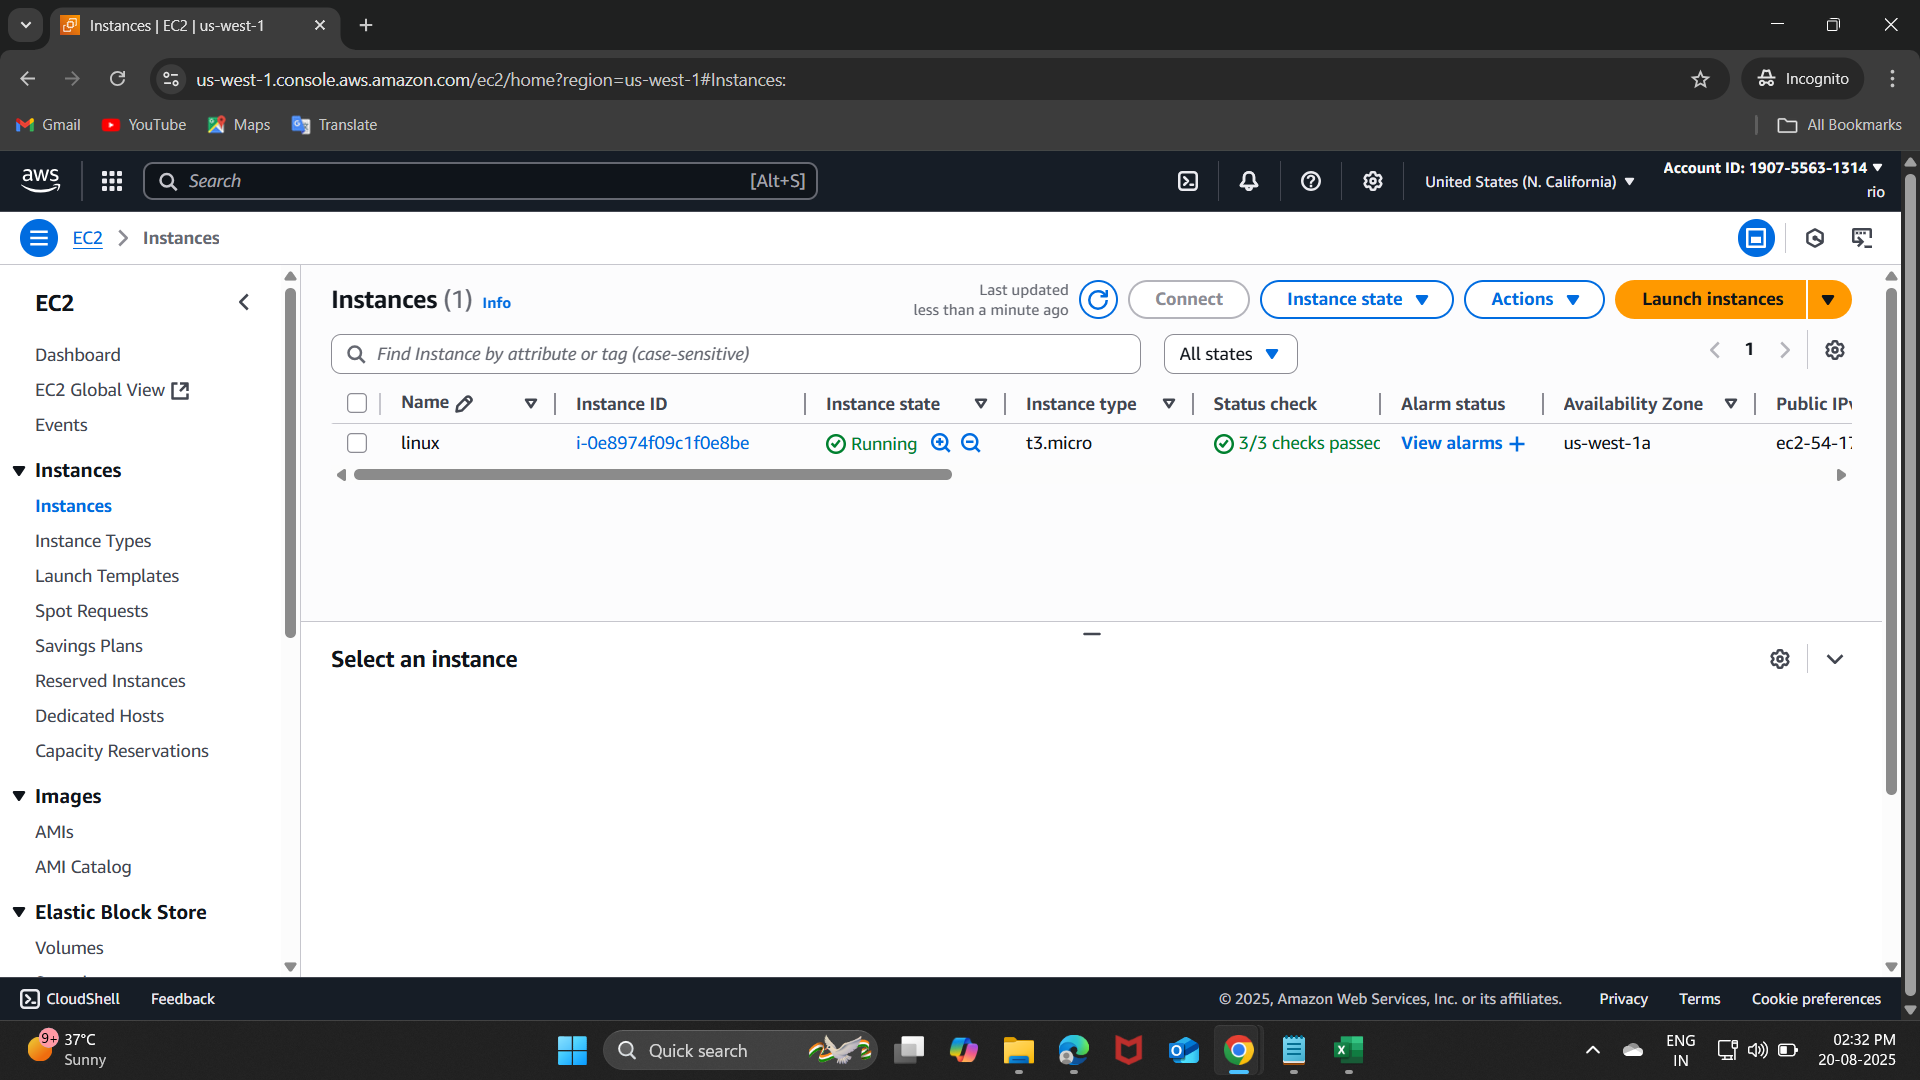 Instances | EC2 | us-west-1
us-west-1.console.aws.amazon.com/ec2/home?region=us-west-1#Instances:
Incognito
Gmail
YouTube
Maps
Translate
All Bookmarks
aws
Search
[Alt+S]
United States (N. California)
Account ID: 1907-5563-1314
rio
EC2
Instances
EC2
Dashboard
EC2 Global View
Events
Instances
Instances
Instance Types
Launch Templates
Spot Requests
Savings Plans
Reserved Instances
Dedicated Hosts
Capacity Reservations
Images
AMIs
AMI Catalog
Elastic Block Store
Volumes
Instances (1) Info
Last updated
less than a minute ago
Connect
Instance state
Actions
Launch instances
Find Instance by attribute or tag (case-sensitive)
All states
1
Name
Instance ID
Instance state
Instance type
Status check
Alarm status
Availability Zone
Public IPv
linux
i-0e8974f09c1f0e8be
Running
t3.micro
3/3 checks passec
View alarms +
us-west-1a
ec2-54-17
Select an instance
CloudShell
Feedback
© 2025, Amazon Web Services, Inc. or its affiliates.
Privacy
Terms
Cookie preferences
9+
37°C
Sunny
Quick search
ENG
IN
02:32 PM
20-08-2025